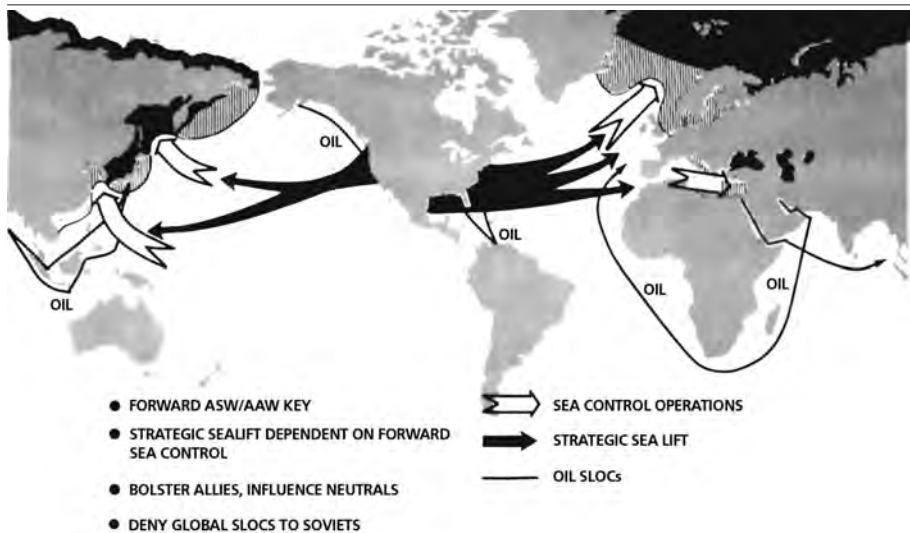 OIL
OIL
OIL
OIL
OIL
● FORWARD ASW/AAW KEY
● STRATEGIC SEALIFT DEPENDENT ON FORWARD
SEA CONTROL
● BOLSTER ALLIES, INFLUENCE NEUTRALS
● DENY GLOBAL SLOCS TO SOVIETS
SEA CONTROL OPERATIONS
STRATEGIC SEA LIFT
OIL SLOCs